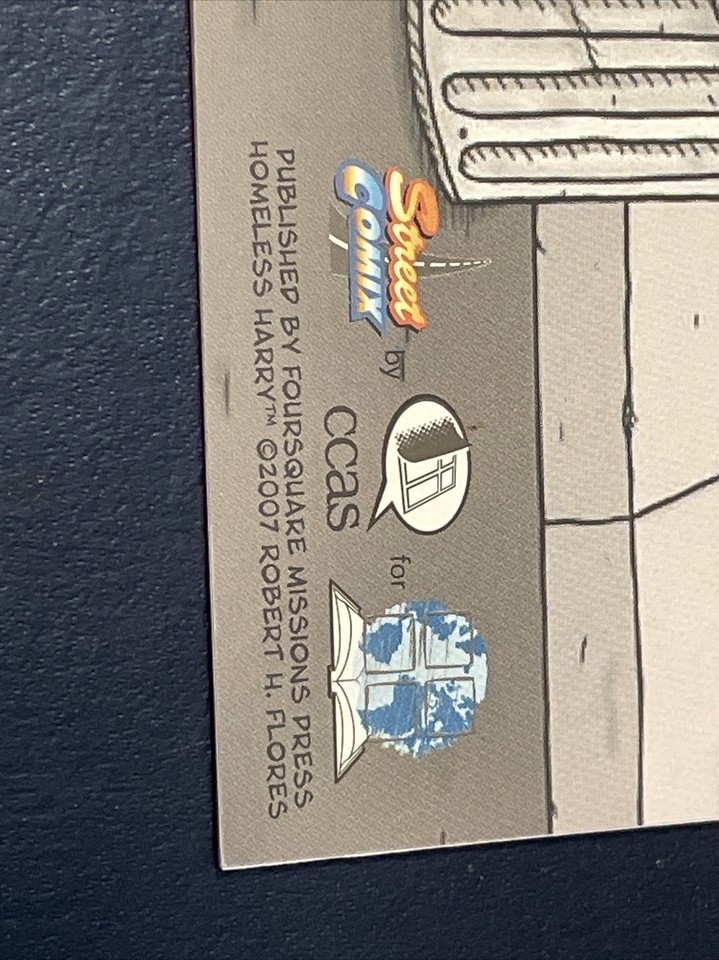 Street
COMIX
by
ccas
for
PUBLISHED BY FOURSQUARE MISSIONS PRESS
HOMELESS HARRY™ ©2007 ROBERT H. FLORES